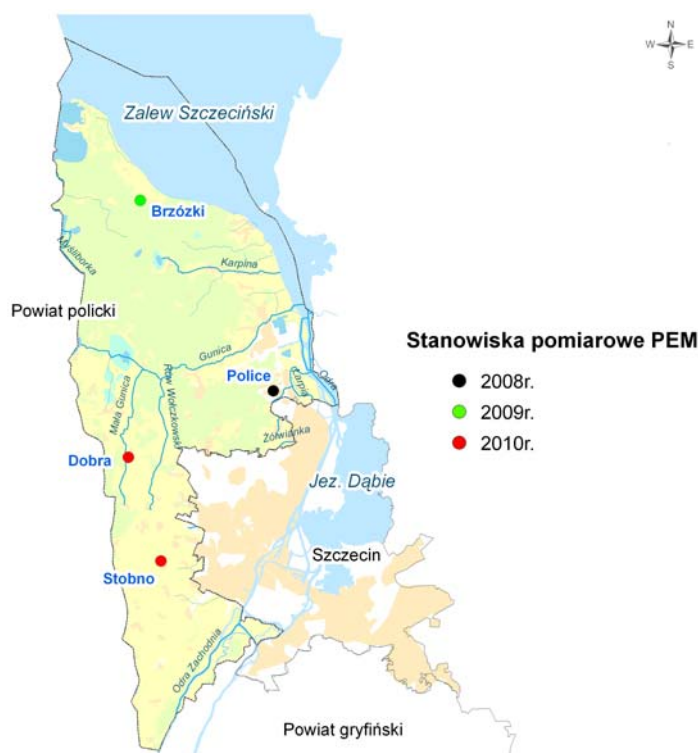 N
W E
S
Zalew Szczeciński
Brzózki
Myśliborka
Karpina
Powiat policki
Gunica
Stanowiska pomiarowe PEM
2008r.
2009r.
2010r.
Police
Łarpia
Odra
Mała Gunica
Rów Wołczkowski
Żółwianka
Dobra
Jez. Dąbie
Szczecin
Stobno
Odra Zachodnia
Powiat gryfiński